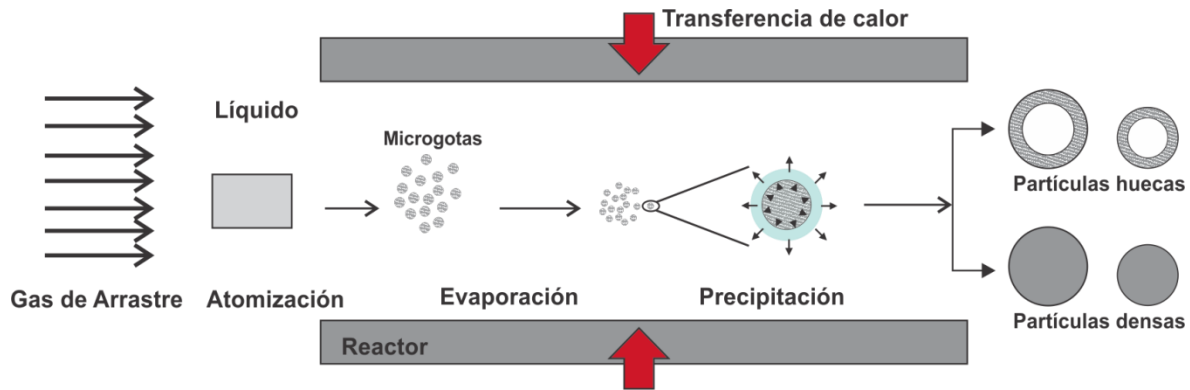 Transferencia de calor
Líquido
Microgotas
Partículas huecas
Gas de Arrastre
Atomización
Evaporación
Precipitación
Partículas densas
Reactor